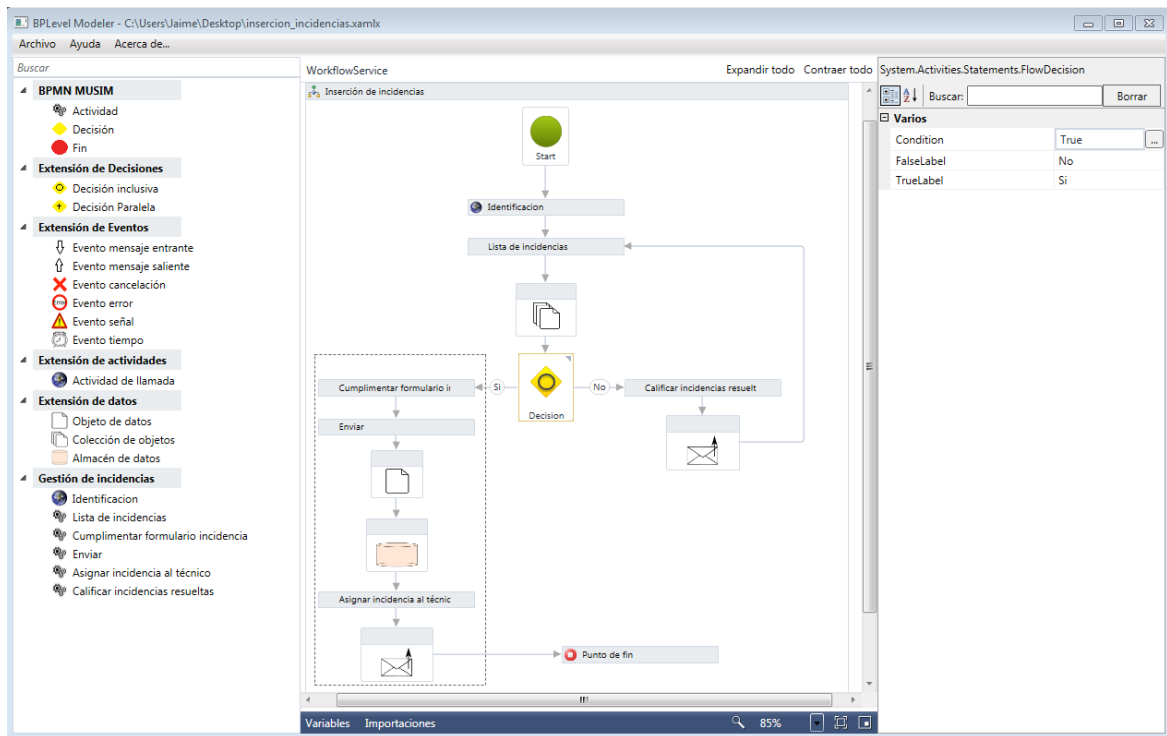 BPLevel Modeler - C:\Users\Jaime\Desktop\insercion_incidencias.xamlx
Archivo Ayuda Acerca de...
Buscar
BPMN MUSIM
Actividad
Decisión
Fin
Extensión de Decisiones
Decisión inclusiva
Decisión Paralela
Extensión de Eventos
Evento mensaje entrante
Evento mensaje saliente
Evento cancelación
Evento error
Evento señal
Evento tiempo
Extensión de actividades
Actividad de llamada
Extensión de datos
Objeto de datos
Colección de objetos
Almacén de datos
Gestión de incidencias
Identificacion
Lista de incidencias
Cumplimentar formulario incidencia
Enviar
Asignar incidencia al técnico
Calificar incidencias resueltas
WorkflowService Expandir todo Contraer todo
Inserción de incidencias
Start
Identificacion
Lista de incidencias
Cumplimentar formulario
Si
No
Calificar incidencias resuelt
Decision
Enviar
Asignar incidencia al técnic
Punto de fin
Variables Importaciones 85%
System.Activities.Statements.FlowDecision
Buscar: Borrar
Varios
Condition True ...
FalseLabel No
TrueLabel Si